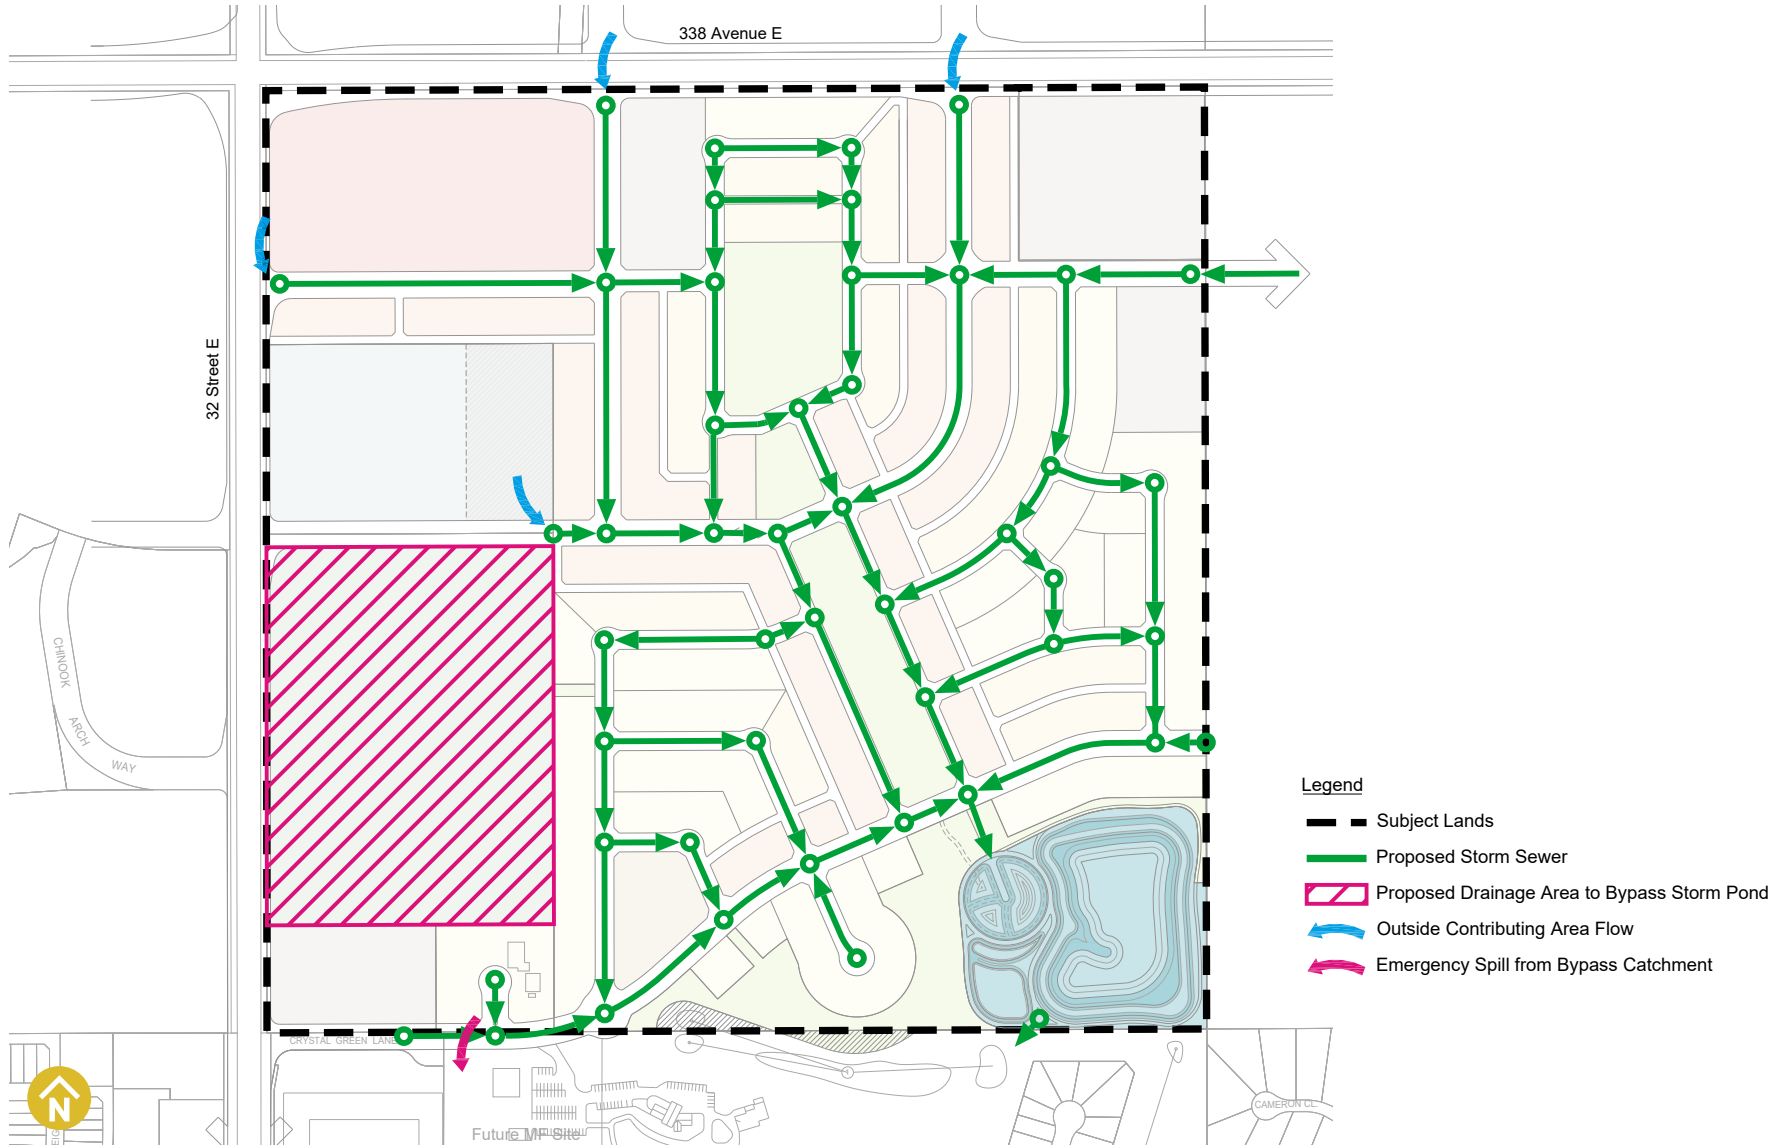 338 Avenue E
32 Street E
CHINOOK
ARCH
WAY
Legend
Subject Lands
Proposed Storm Sewer
Proposed Drainage Area to Bypass Storm Pond
Outside Contributing Area Flow
Emergency Spill from Bypass Catchment
CRYSTAL GREEN LANE
N
CAMERON CL.
Future MF Site